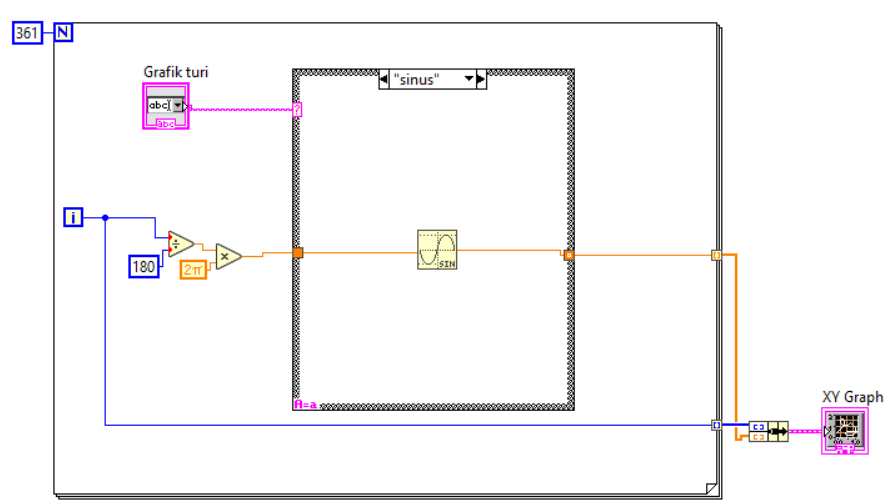 361
N
Grafik turi
"sinus"
abc
abc
?
i
÷
×
180
2π
SIN
A=a
XY Graph